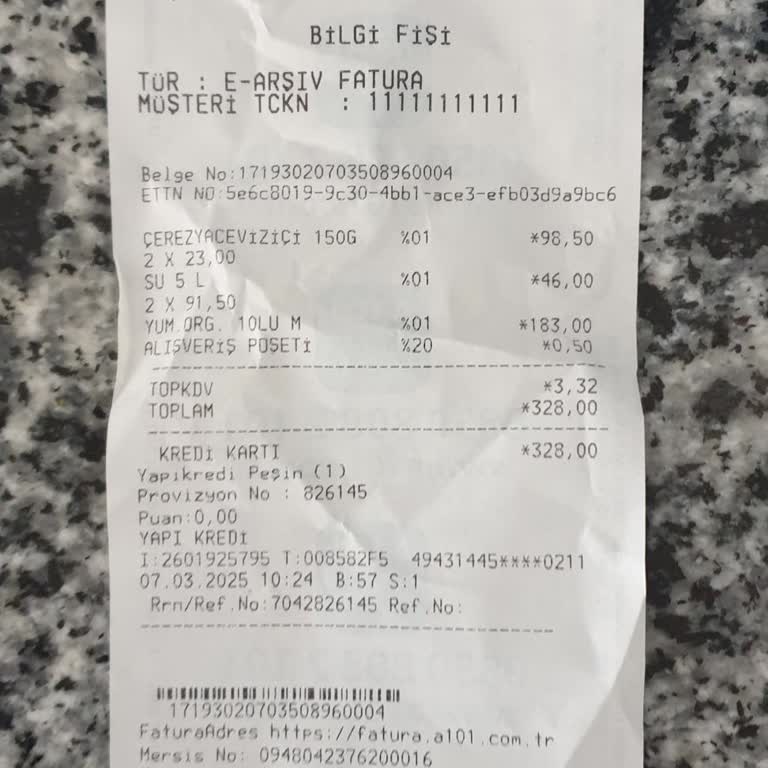 BİLGİ FİŞİ
TÜR : E-ARŞIV FATURA
MÜŞTERİ TCKN : 11111111111
Belge No:17193020703508960004
ETTN NO:5e6c8019-9c30-4bb1-ace3-efb03d9a9bc6
ÇEREZYACEVİZİÇİ 150G %01 *98,50
2 X 23,00
SU 5 L %01 *46,00
2 X 91,50
YUM.ORG. 10LU M %01 *183,00
ALIŞVERİŞ POŞETİ %20 *0,50
TOPKDV *3,32
TOPLAM *328,00
KREDİ KARTI *328,00
Yapıkredi Peşin (1)
Provizyon No : 826145
Puan:0,00
YAPI KREDİ
I:2601925795 T:008582F5 49431445****0211
07.03.2025 10:24 B:57 S:1
Rrn/Ref.No:7042826145 Ref.No:
17193020703508960004
FaturaAdres https://fatura.a101.com.tr
Mersis No: 0948042376200016